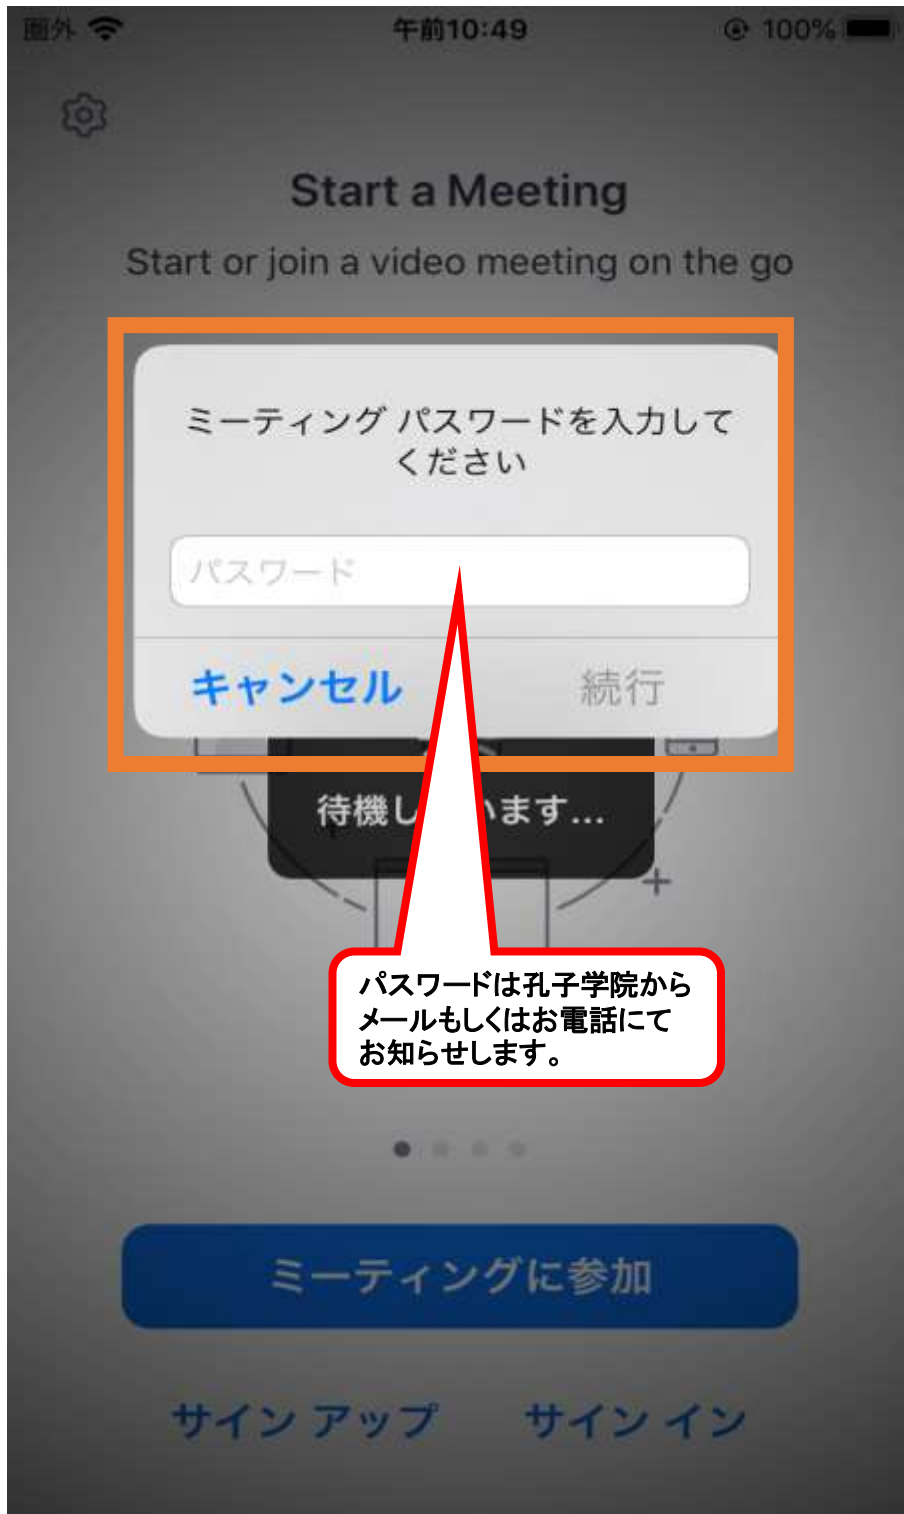 圏外 午前10:49 100%
Start a Meeting
Start or join a video meeting on the go
ミーティング パスワードを入力して
ください
パスワード
キャンセル 続行
待機し います...
パスワードは孔子学院から
メールもしくはお電話にて
お知らせします。
ミーティングに参加
サイン アップ サイン イン